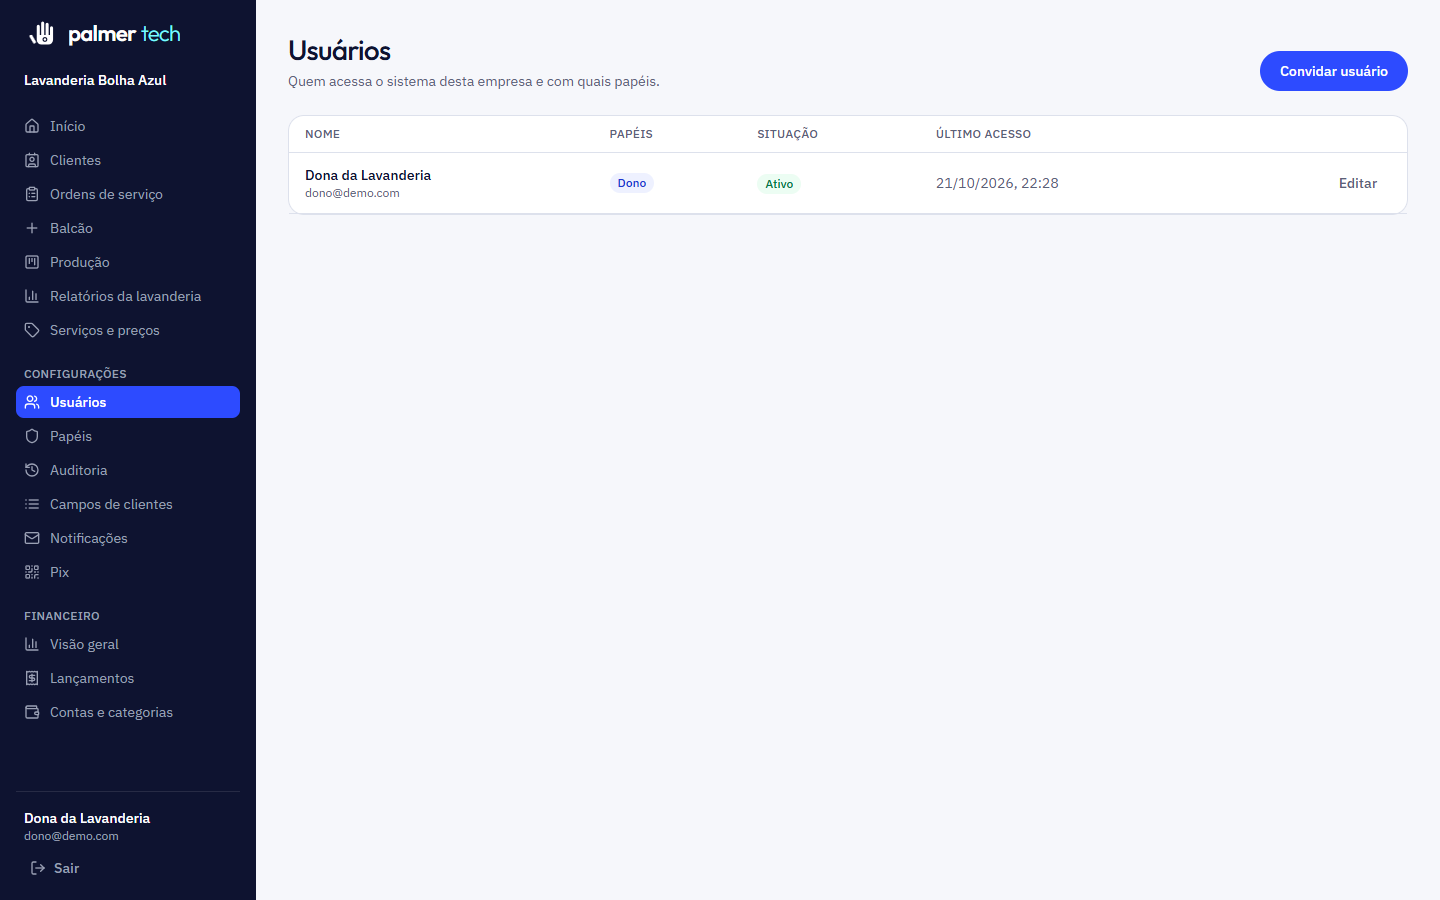 palmer tech
Lavanderia Bolha Azul
Início
Clientes
Ordens de serviço
Balcão
Produção
Relatórios da lavanderia
Serviços e preços
CONFIGURAÇÕES
Usuários
Papéis
Auditoria
Campos de clientes
Notificações
Pix
FINANCEIRO
Visão geral
Lançamentos
Contas e categorias
Dona da Lavanderia
dono@demo.com
Sair
Usuários
Quem acessa o sistema desta empresa e com quais papéis.
Convidar usuário
NOME PAPÉIS SITUAÇÃO ÚLTIMO ACESSO
Dona da Lavanderia
dono@demo.com
Dono Ativo 21/10/2026, 22:28 Editar